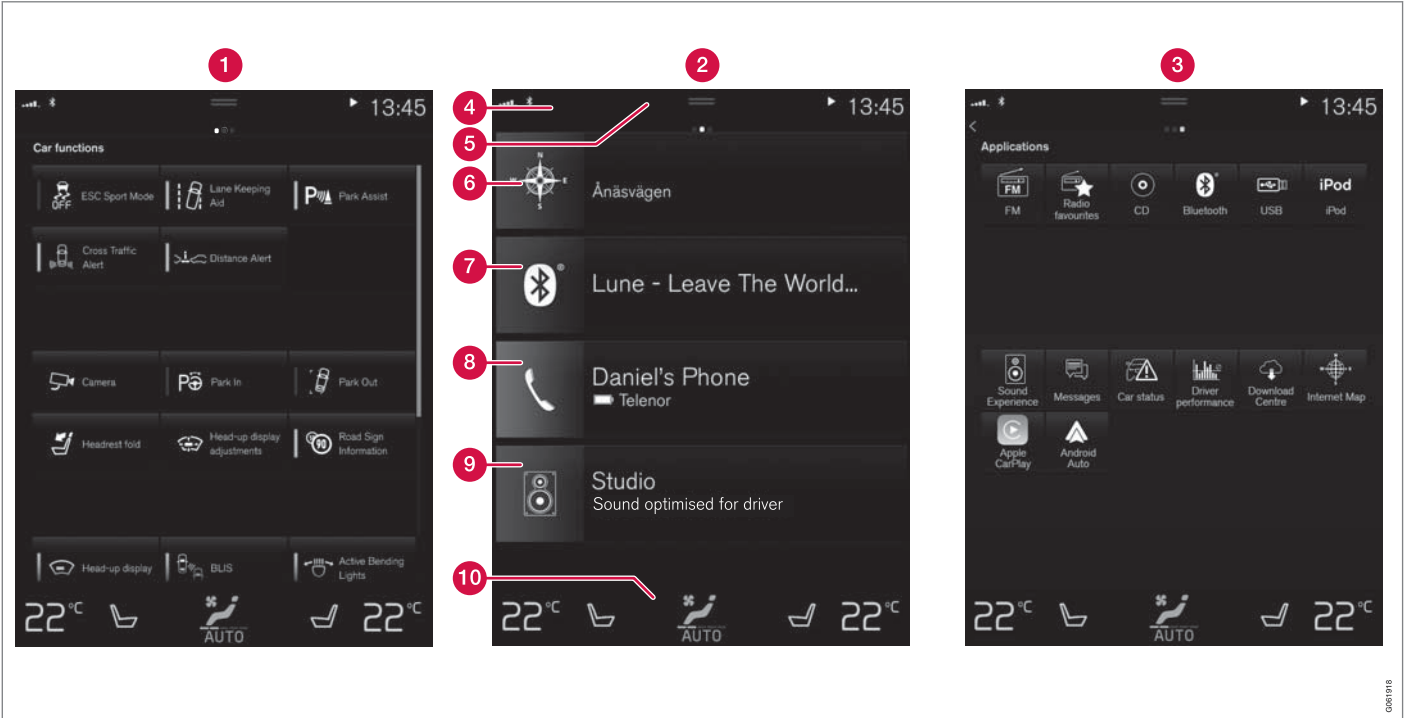 1
2
3
13:45
Car functions
ESC Sport Mode
OFF
Lane Keeping
Aid
P
Park Assist
Cross Traffic
Alert
Distance Alert
Camera
P
Park In
Park Out
Headrest fold
Head-up display
adjustments
90
Road Sign
Information
Head-up display
BLIS
Active Bending
Lights
22°C
AUTO
22°C
4
13:45
5
6
N
W
E
S
Ånäsvägen
7
Lune - Leave The World...
8
Daniel's Phone
Telenor
9
Studio
Sound optimised for driver
10
22°C
AUTO
22°C
13:45
<
Applications
FM
FM
Radio
favourites
CD
Bluetooth
USB
iPod
iPod
Sound
Experience
Messages
Car status
Driver
performance
Download
Centre
Internet Map
Apple
CarPlay
Android
Auto
22°C
AUTO
22°C
G061918